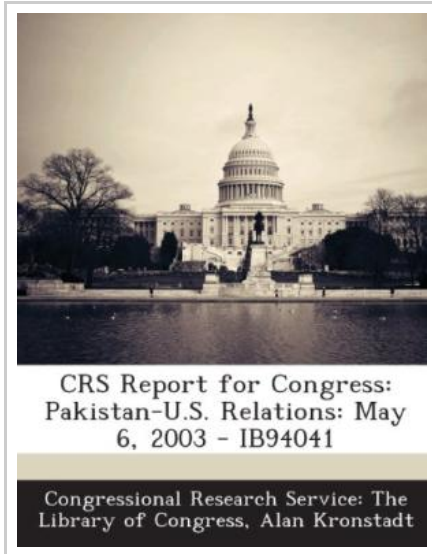 CRS Report for Congress:
Pakistan-U.S. Relations: May
6, 2003 - IB94041
Congressional Research Service: The
Library of Congress, Alan Kronstadt